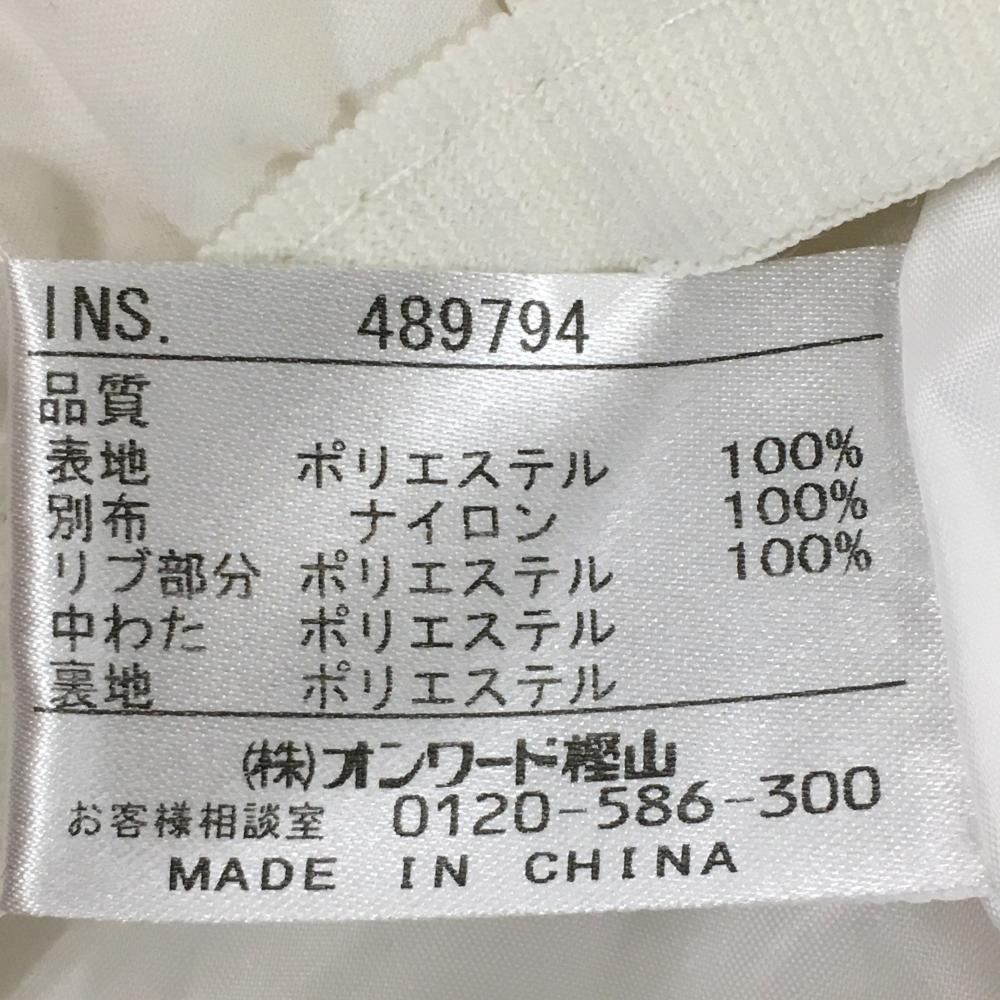 INS. 489794
品質
表地 ポリエステル 100%
別布 ナイロン 100%
リブ部分 ポリエステル 100%
中わた ポリエステル
裏地 ポリエステル
(株)オンワード樫山
お客様相談室 0120-586-300
MADE IN CHINA